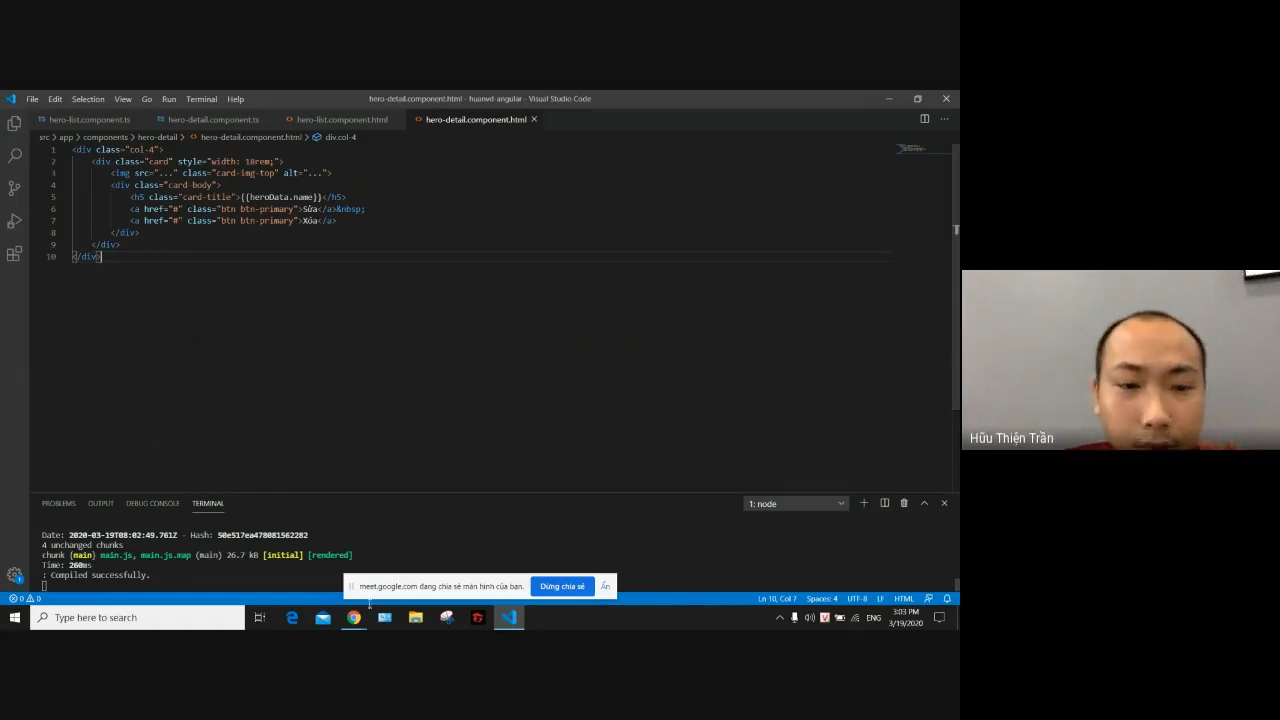 File Edit Selection View Go Run Terminal Help
hero-detail.component.html - huanvd-angular - Visual Studio Code
TS hero-list.component.ts
TS hero-detail.component.ts
<> hero-list.component.html
<> hero-detail.component.html
src > app > components > hero-detail > <> hero-detail.component.html > div.col-4
1 <div class="col-4">
2 <div class="card" style="width: 18rem;">
3 <img src="..." class="card-img-top" alt="...">
4 <div class="card-body">
5 <h5 class="card-title">{{heroData.name}}</h5>
6 <a href="#" class="btn btn-primary">Sửa</a>&nbsp;
7 <a href="#" class="btn btn-primary">Xóa</a>
8 </div>
9 </div>
10 </div>
Hữu Thiện Trần
PROBLEMS OUTPUT DEBUG CONSOLE TERMINAL
1: node
Date: 2020-03-19T08:02:49.761Z - Hash: 50e517ea478081562282
4 unchanged chunks
chunk {main} main.js, main.js.map (main) 26.7 kB [initial] [rendered]
Time: 260ms
: Compiled successfully.
meet.google.com đang chia sẻ màn hình của bạn. Dừng chia sẻ Ẩn
0 0
Ln 10, Col 7 Spaces: 4 UTF-8 LF HTML
Type here to search
V
ENG
3:03 PM
3/19/2020